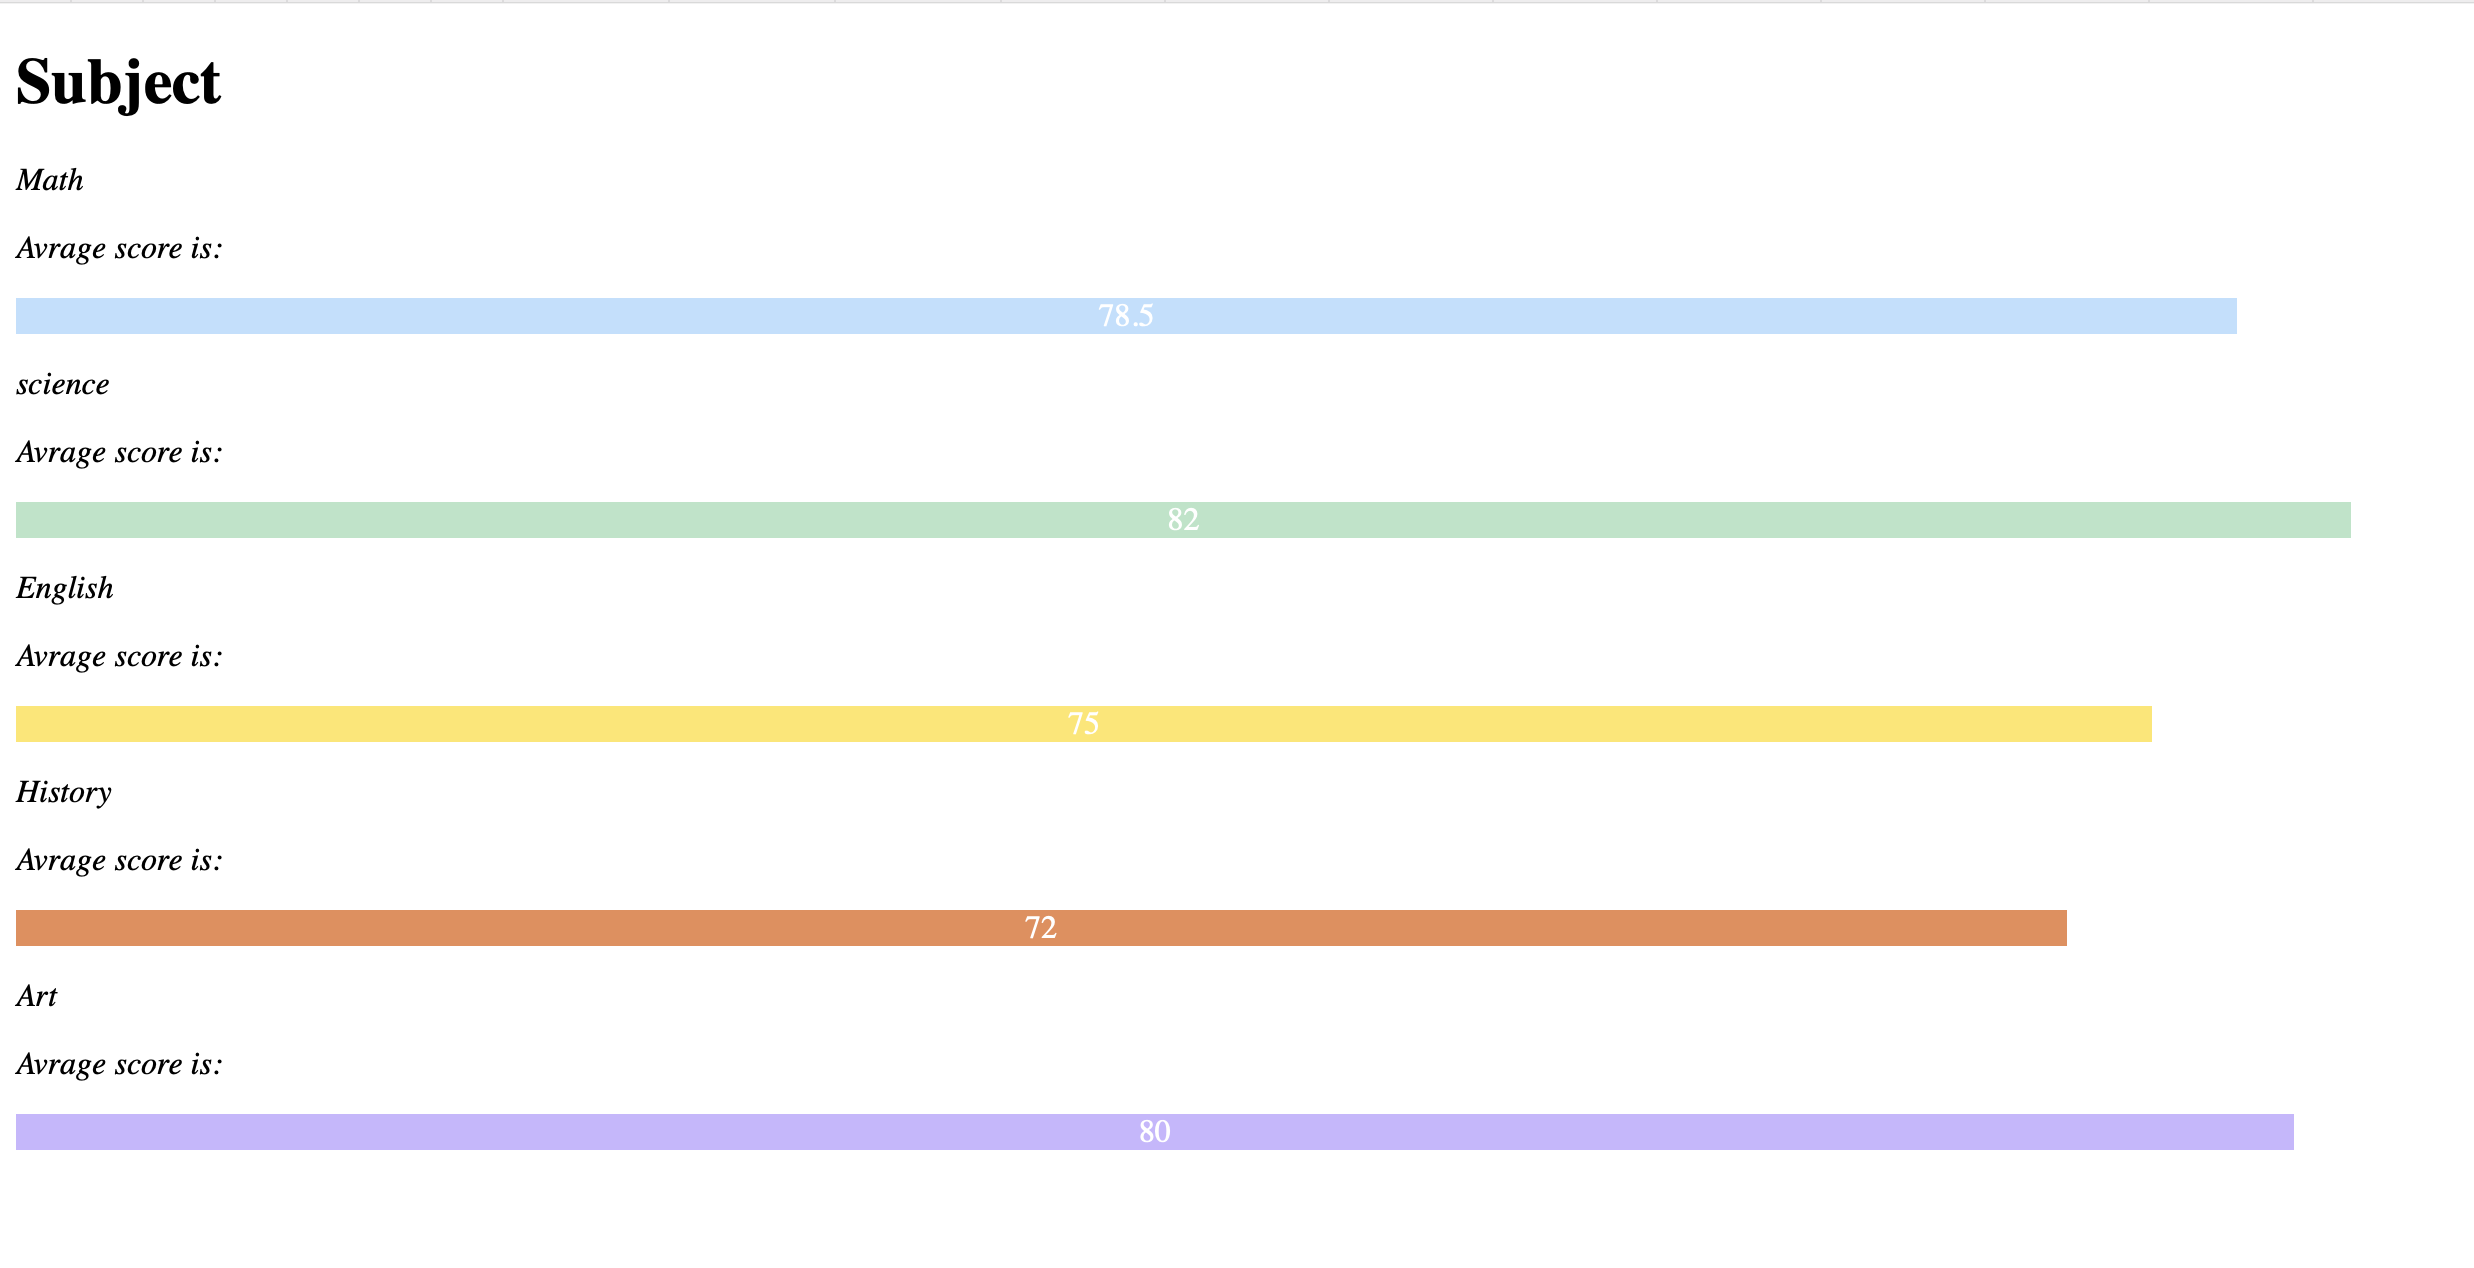 Subject
Math
Avrage score is:
78.5
science
Avrage score is:
82
English
Avrage score is:
75
History
Avrage score is:
72
Art
Avrage score is:
80